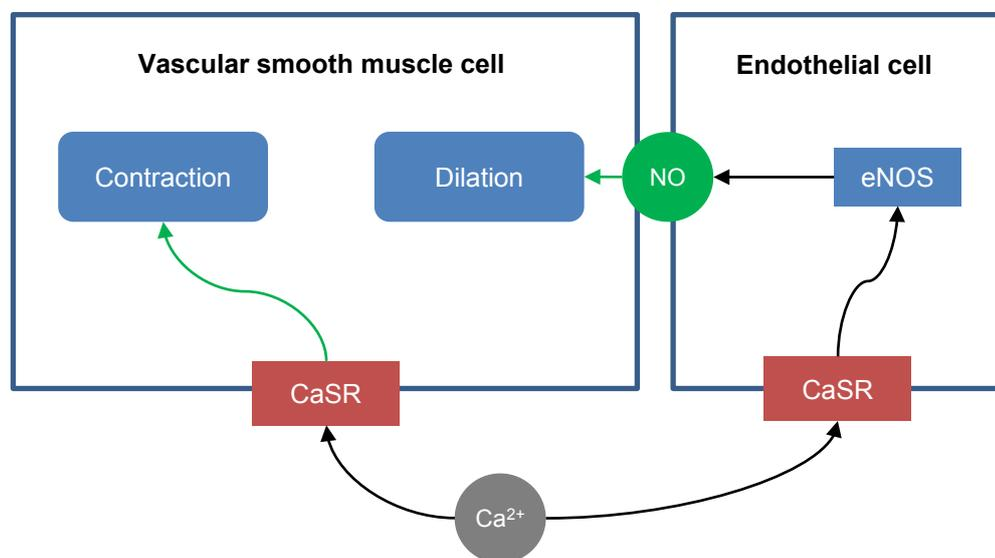 Vascular smooth muscle cell
Endothelial cell
Contraction
Dilation
NO
eNOS
CaSR
CaSR
Ca²⁺